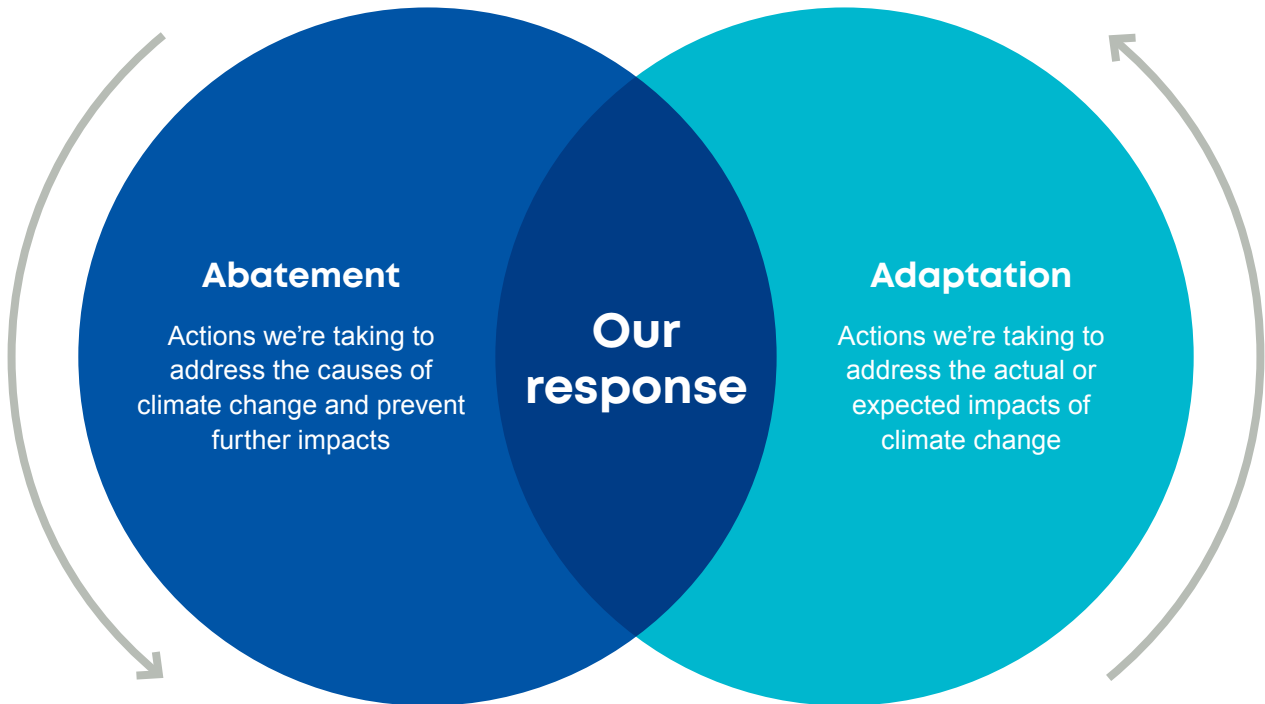 Abatement
Actions we’re taking to
address the causes of
climate change and prevent
further impacts
Our
response
Adaptation
Actions we’re taking to
address the actual or
expected impacts of
climate change